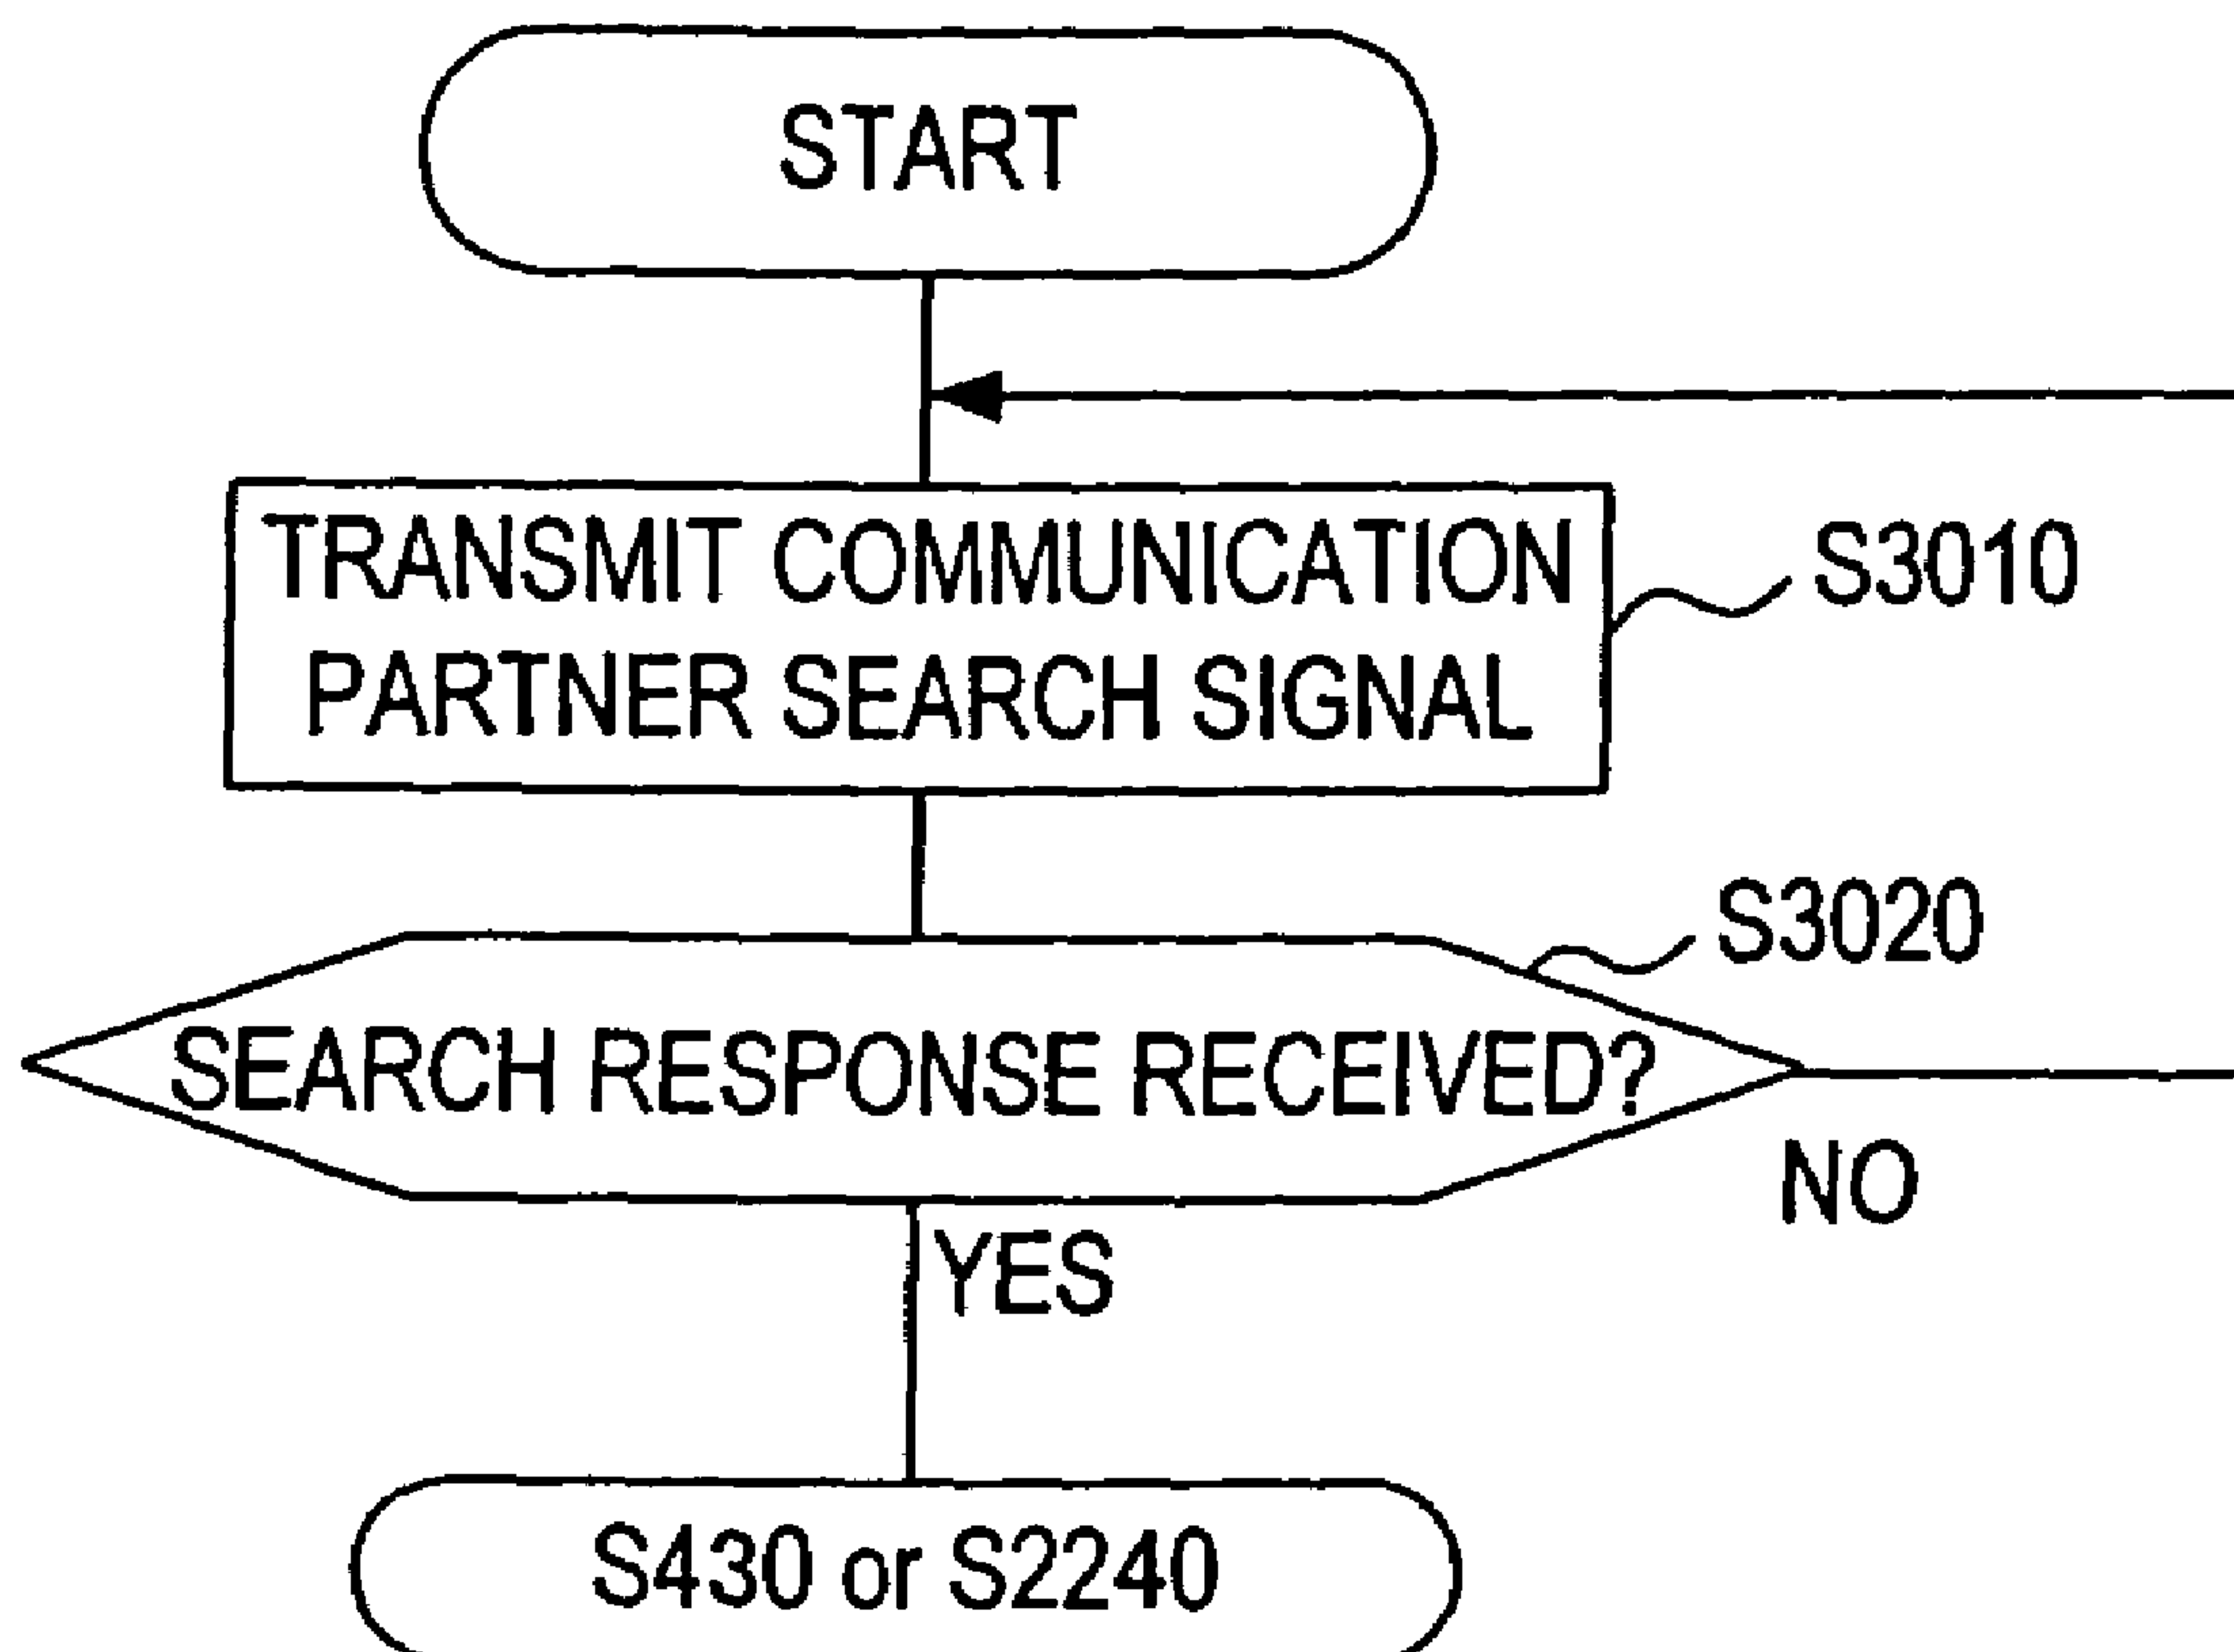 START
TRANSMIT COMMUNICATION
PARTNER SEARCH SIGNAL
S3010
S3020
SEARCH RESPONSE RECEIVED?
NO
YES
S430 or S2240